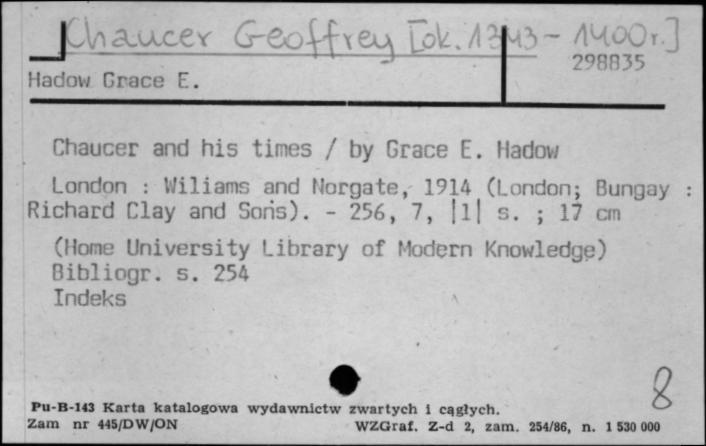 Chaucer Geoffrey [ok. 1343 - 1400r.]
298835
Hadow Grace E.
Chaucer and his times / by Grace E. Hadow
London : Wiliams and Norgate, 1914 (London; Bungay :
Richard Clay and Sons). - 256, 7, |1| s. ; 17 cm
(Home University Library of Modern Knowledge)
Bibliogr. s. 254
Indeks
8
Pu-B-143 Karta katalogowa wydawnictw zwartych i ciągłych.
Zam nr 445/DW/ON WZGraf. Z-d 2, zam. 254/86, n. 1 530 000